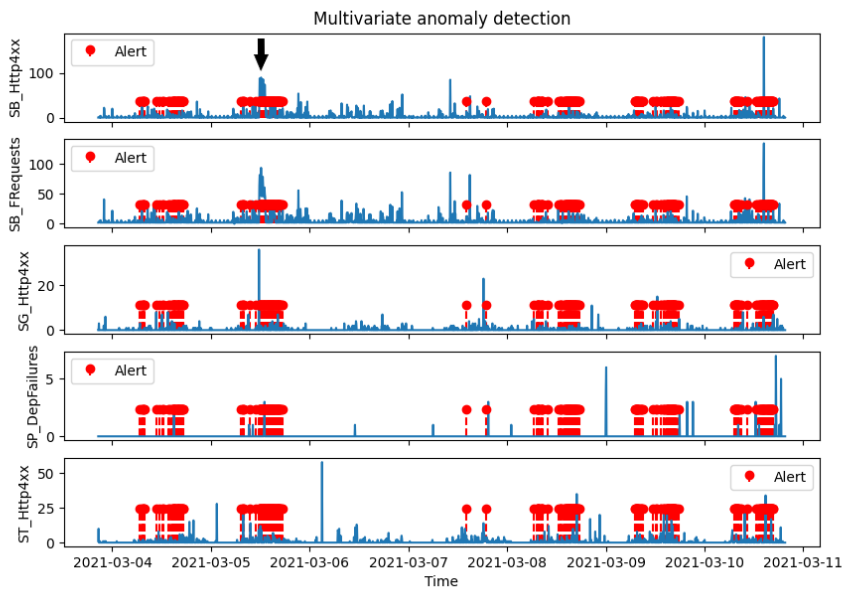 Multivariate anomaly detection
SB_Http4xx
100
0
Alert
SB_FRequests
100
50
0
Alert
SG_Http4xx
20
0
Alert
SP_DepFailures
5
0
Alert
ST_Http4xx
50
25
0
Alert
2021-03-04 2021-03-05 2021-03-06 2021-03-07 2021-03-08 2021-03-09 2021-03-10 2021-03-11
Time